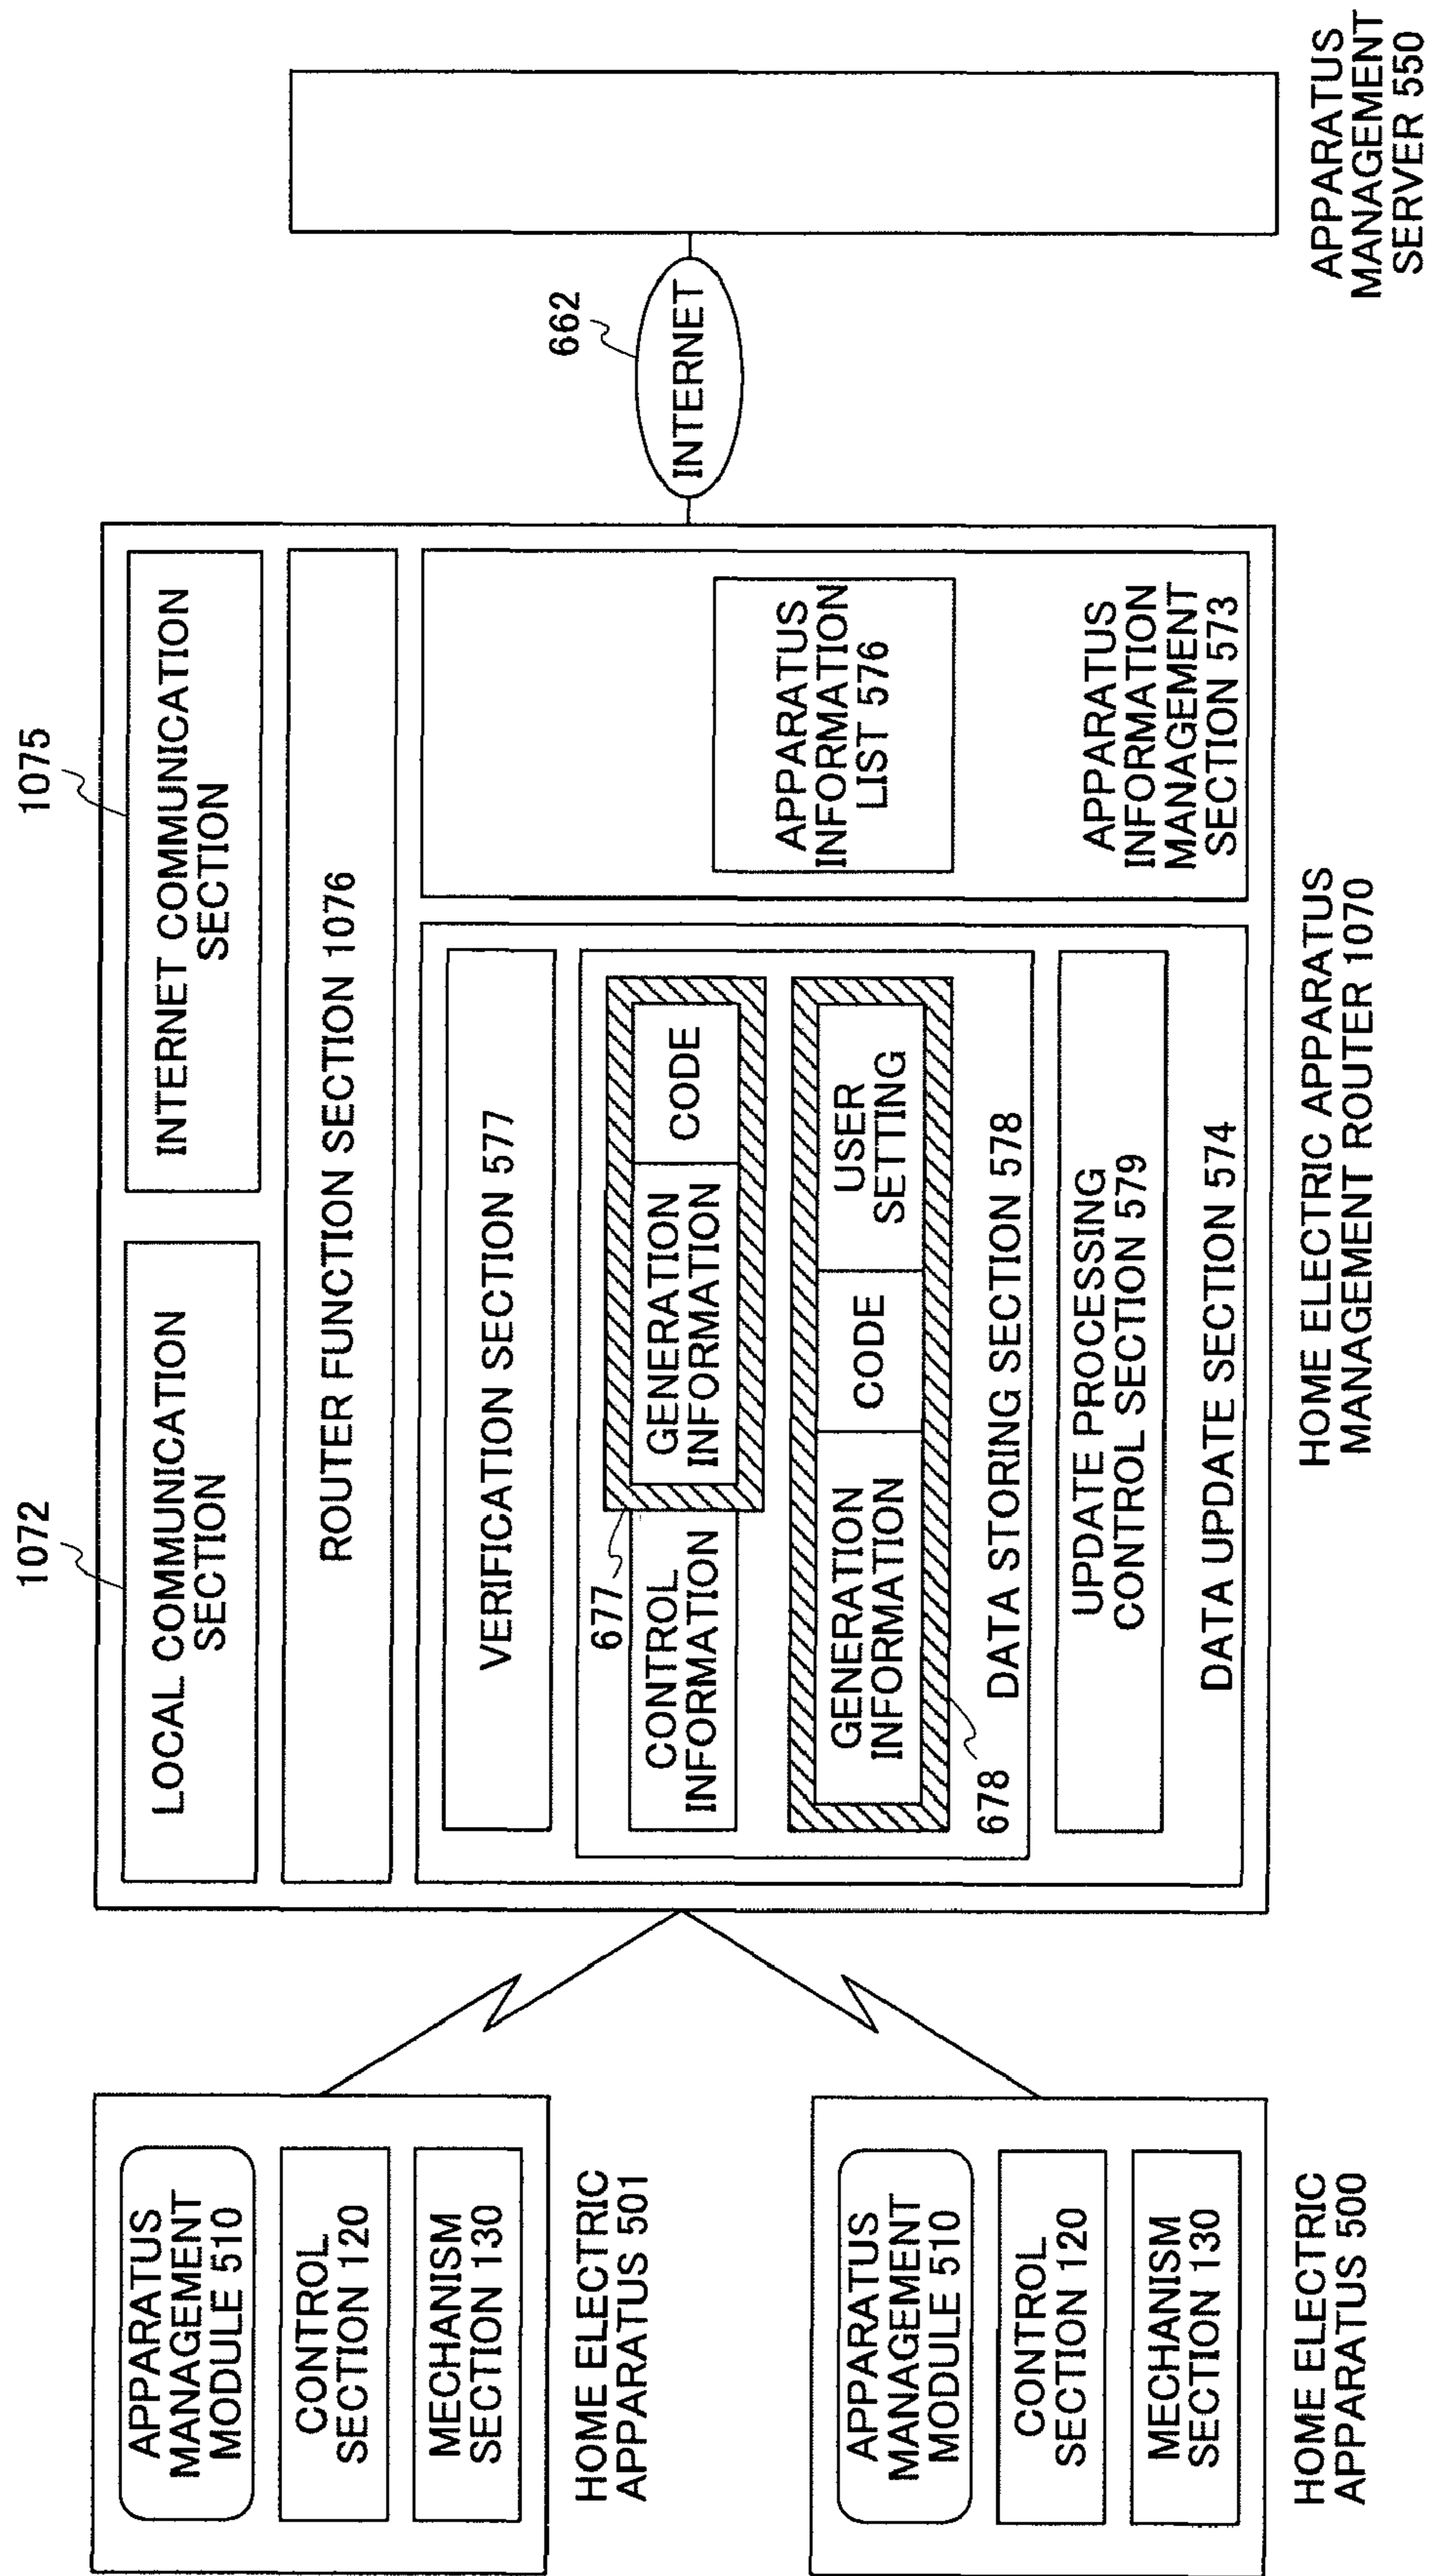 APPARATUS
MANAGEMENT
MODULE 510
CONTROL
SECTION 120
MECHANISM
SECTION 130
HOME ELECTRIC
APPARATUS 501
APPARATUS
MANAGEMENT
MODULE 510
CONTROL
SECTION 120
MECHANISM
SECTION 130
HOME ELECTRIC
APPARATUS 500
1072
LOCAL COMMUNICATION
SECTION
1075
INTERNET COMMUNICATION
SECTION
ROUTER FUNCTION SECTION 1076
VERIFICATION SECTION 577
677
CONTROL
INFORMATION
GENERATION
INFORMATION
CODE
GENERATION
INFORMATION
CODE
USER
SETTING
678
DATA STORING SECTION 578
UPDATE PROCESSING
CONTROL SECTION 579
DATA UPDATE SECTION 574
APPARATUS
INFORMATION
LIST 576
APPARATUS
INFORMATION
MANAGEMENT
SECTION 573
HOME ELECTRIC APPARATUS
MANAGEMENT ROUTER 1070
662
INTERNET
APPARATUS
MANAGEMENT
SERVER 550